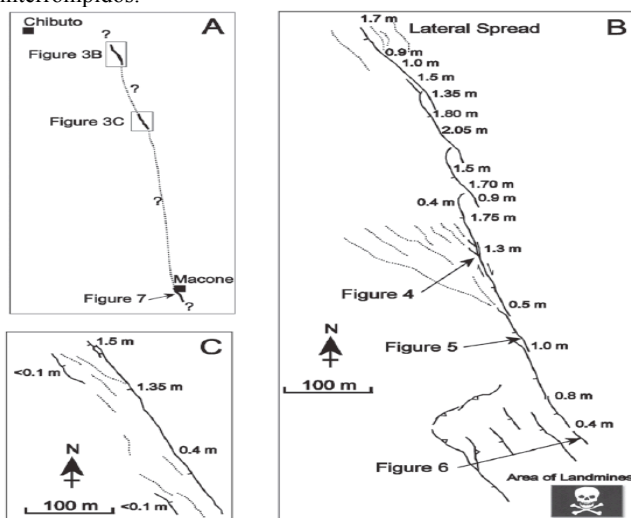 interrompidos.
Chibuto
A
?
Figure 3B
?
Figure 3C
?
Macone
Figure 7
?
C
1.5 m
<0.1 m
1.35 m
0.4 m
N
100 m
<0.1 m
B
1.7 m
Lateral Spread
0.9 m
1.0 m
1.5 m
1.35 m
1.80 m
2.05 m
1.5 m
1.70 m
0.4 m
0.9 m
1.75 m
1.3 m
Figure 4
0.5 m
N
Figure 5
1.0 m
100 m
0.8 m
0.4 m
Figure 6
Area of Landmines